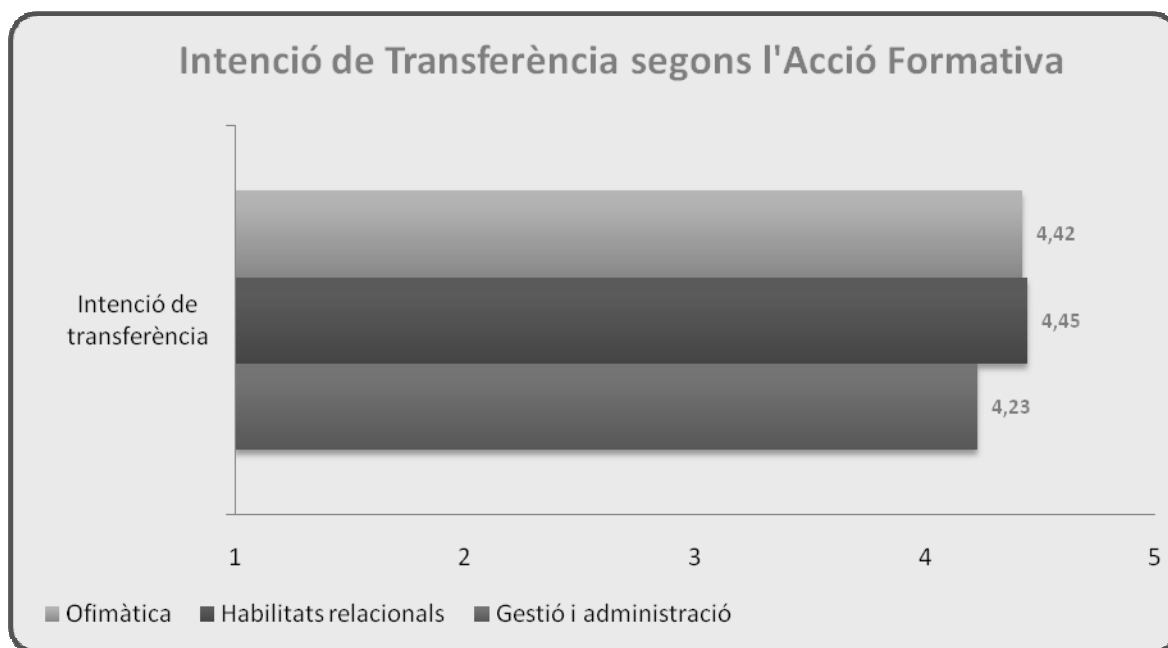 Intenció de Transferència segons l'Acció Formativa
4,42
Intenció de
transferència
4,45
4,23
1 2 3 4 5
Ofimàtica Habilitats relacionals Gestió i administració